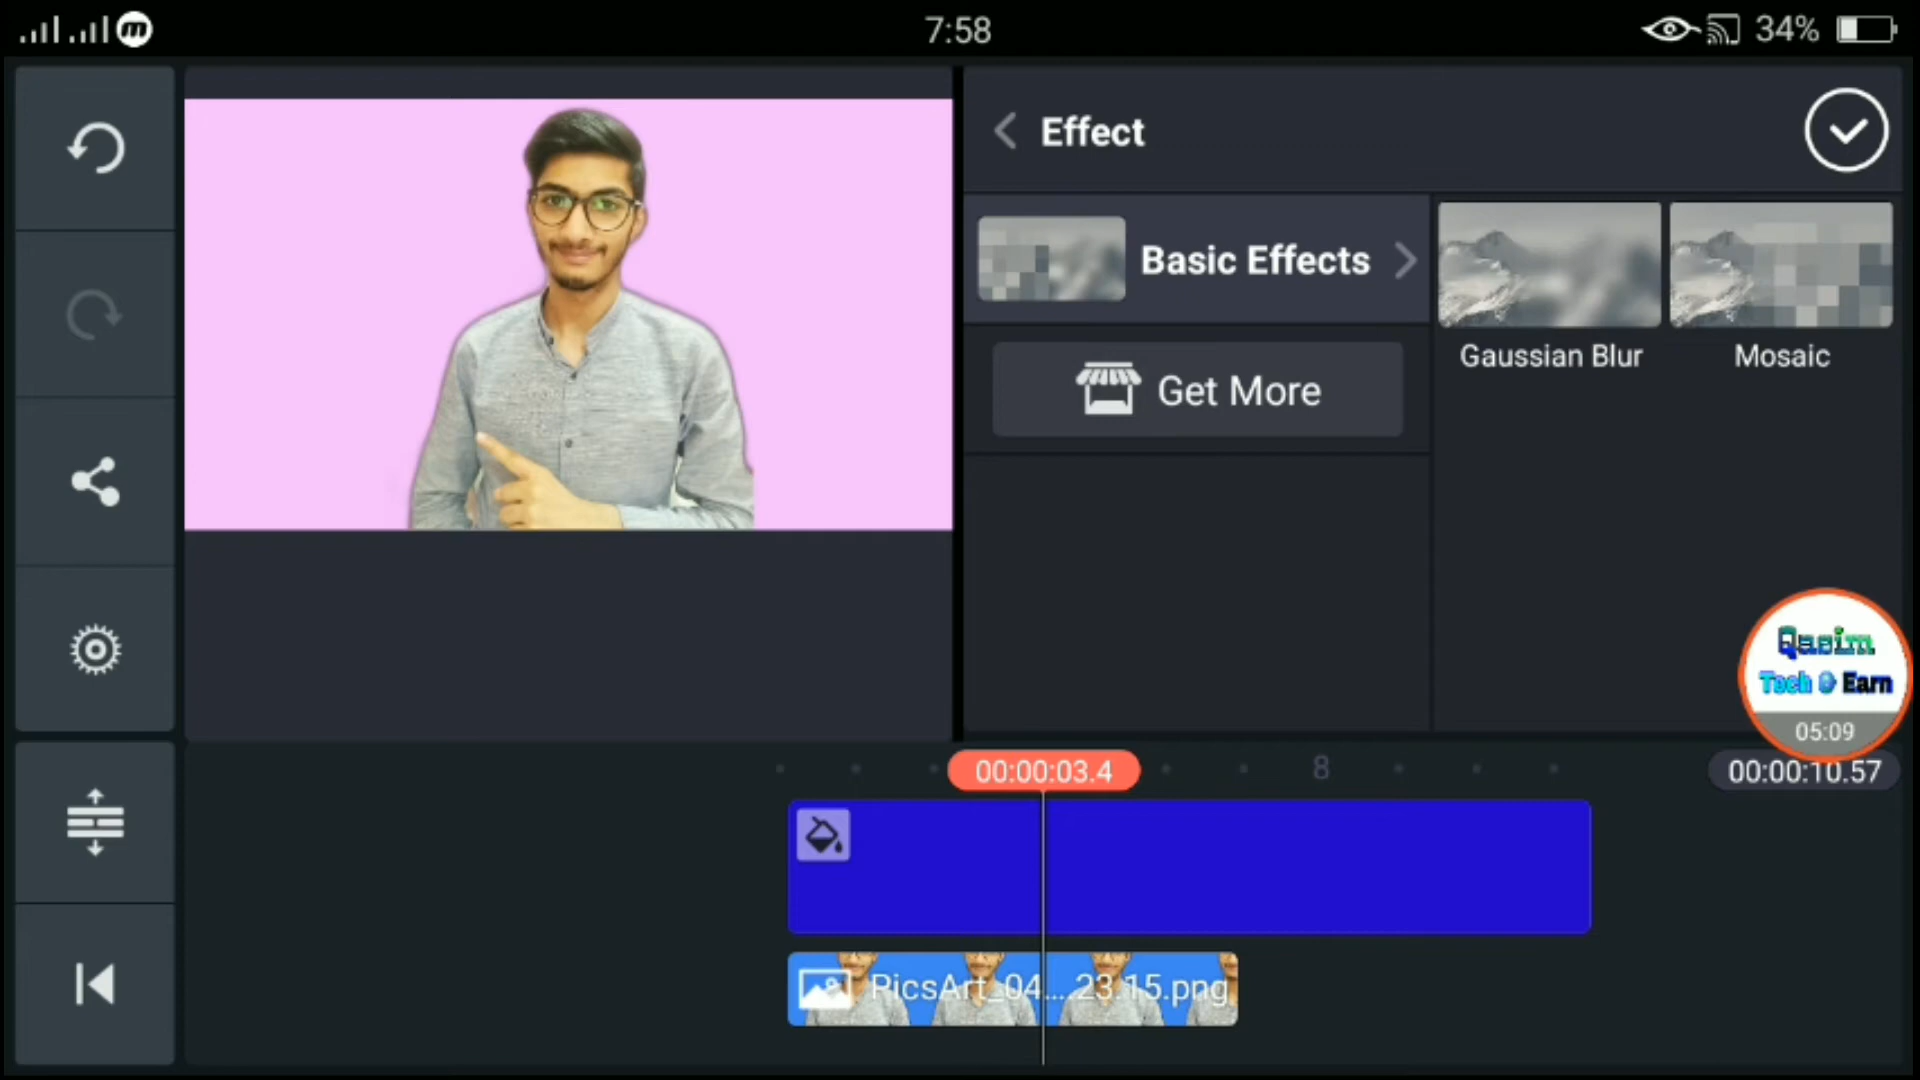 7:58
34%
Effect
Basic Effects
Get More
Gaussian Blur
Mosaic
Qasim
Tech & Earn
05:09
00:00:03.4
8
00:00:10.57
PicsArt_04....23.15.png